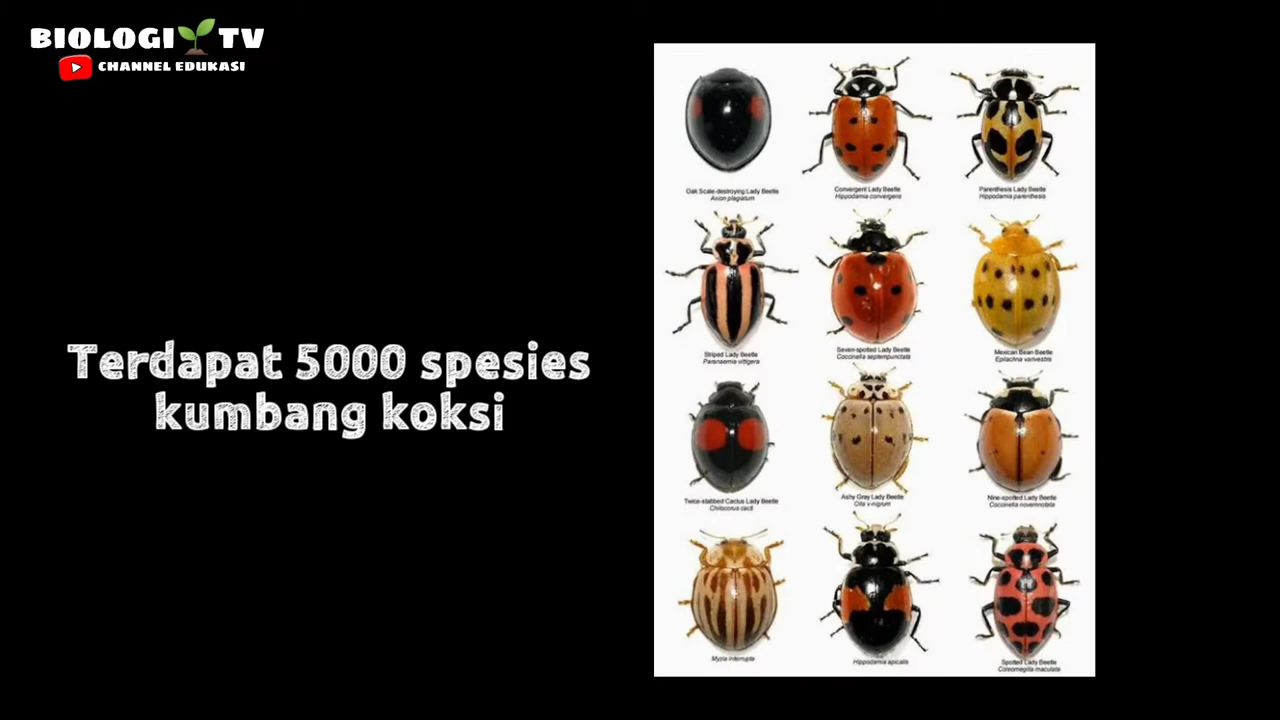 BIOLOGI TV
CHANNEL EDUKASI
Terdapat 5000 spesies
kumbang koksi
Oak Scale-destroying Lady Beetle
Axion plagiatum
Convergent Lady Beetle
Hippodamia convergens
Parenthesis Lady Beetle
Hippodamia parenthesis
Striped Lady Beetle
Paranaemia vittigera
Seven-spotted Lady Beetle
Coccinella septempunctata
Mexican Bean Beetle
Epilachna varivestis
Twice-stabbed Cactus Lady Beetle
Chilocorus cacti
Ashy Gray Lady Beetle
Olla v-nigrum
Nine-spotted Lady Beetle
Coccinella novemnotata
Myzia interrupta
Hippodamia apicalis
Spotted Lady Beetle
Coleomegilla maculata